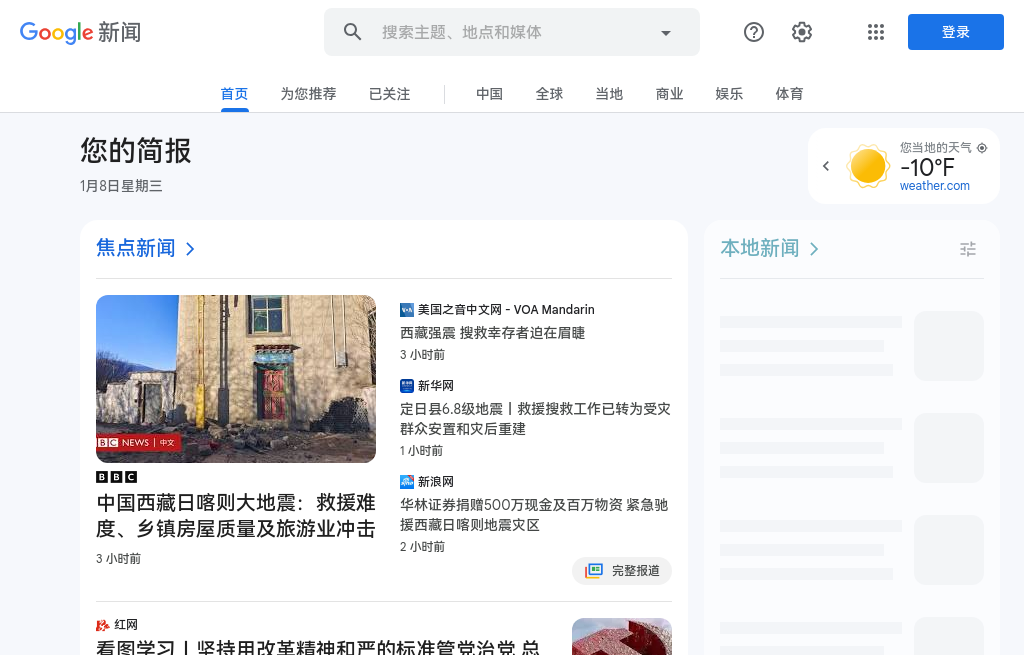 Google 新闻
搜索主题、地点和媒体
登录
首页 为您推荐 已关注 中国 全球 当地 商业 娱乐 体育
您的简报
1月8日星期三
您当地的天气
-10°F
weather.com
焦点新闻
BBC NEWS | 中文
BBC
中国西藏日喀则大地震：救援难
度、乡镇房屋质量及旅游业冲击
3 小时前
美国之音中文网 - VOA Mandarin
西藏强震 搜救幸存者迫在眉睫
3 小时前
新华网
定日县6.8级地震丨救援搜救工作已转为受灾
群众安置和灾后重建
1 小时前
新浪网
华林证券捐赠500万现金及百万物资 紧急驰
援西藏日喀则地震灾区
2 小时前
完整报道
红网
看图学习丨坚持用改革精神和严的标准管党治党 总
本地新闻